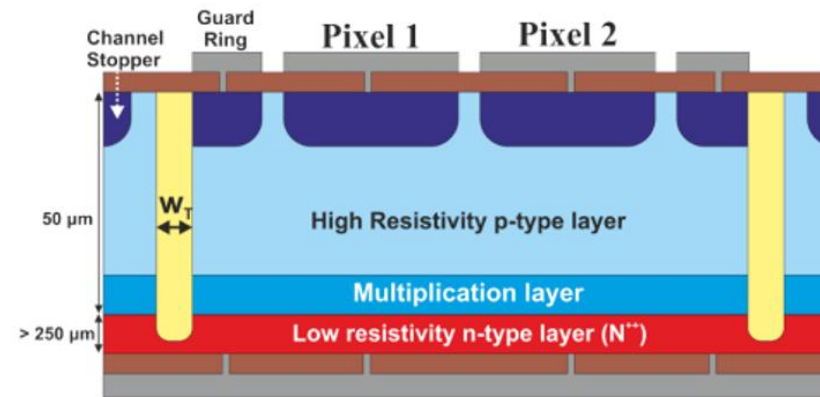 Guard
Ring
Channel
Stopper
Pixel 1
Pixel 2
W_T
50 µm
High Resistivity p-type layer
Multiplication layer
> 250 µm
Low resistivity n-type layer (N⁺⁺)